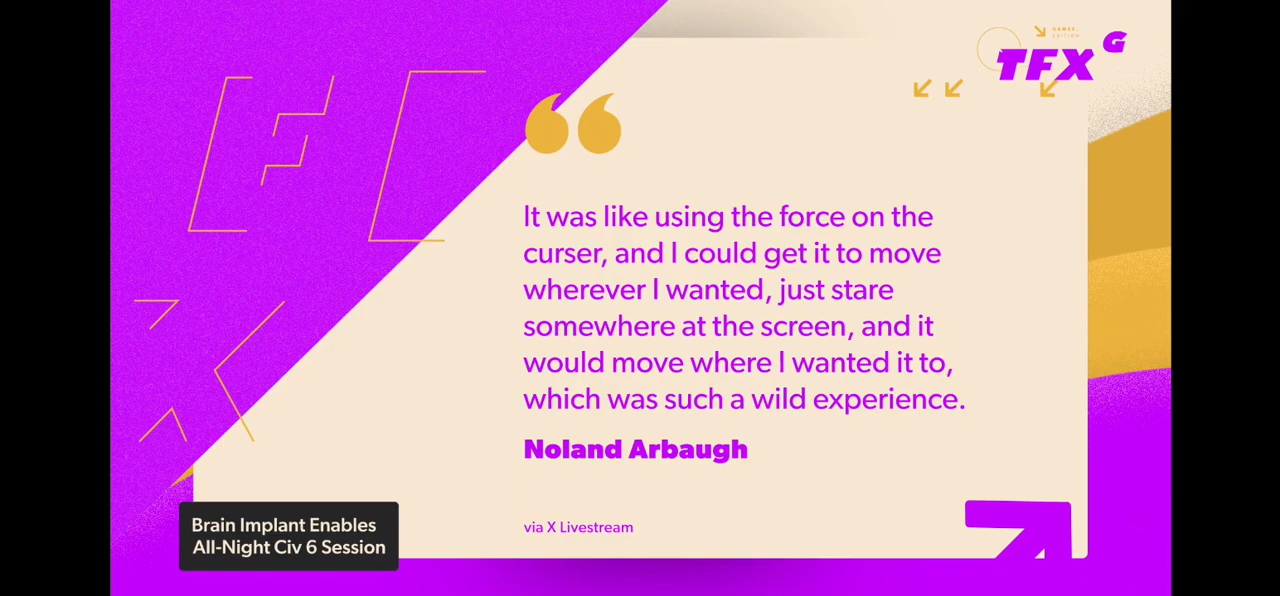 GAMER_
EDITION
TFX G
It was like using the force on the
curser, and I could get it to move
wherever I wanted, just stare
somewhere at the screen, and it
would move where I wanted it to,
which was such a wild experience.
Noland Arbaugh
via X Livestream
Brain Implant Enables
All-Night Civ 6 Session